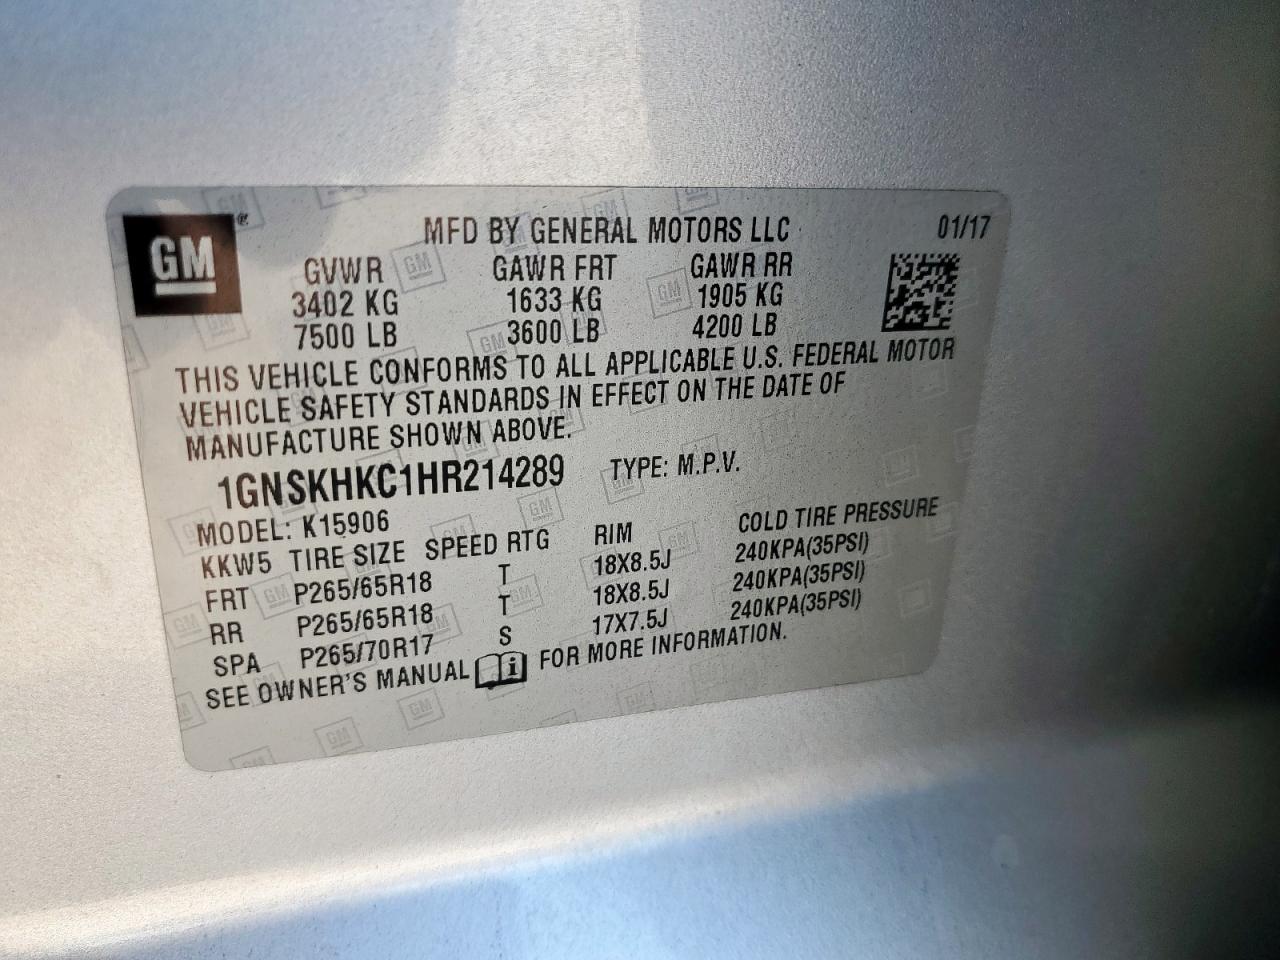 GM ®
MFD BY GENERAL MOTORS LLC 01/17
GVWR GAWR FRT GAWR RR
3402 KG 1633 KG 1905 KG
7500 LB 3600 LB 4200 LB
THIS VEHICLE CONFORMS TO ALL APPLICABLE U.S. FEDERAL MOTOR
VEHICLE SAFETY STANDARDS IN EFFECT ON THE DATE OF
MANUFACTURE SHOWN ABOVE.
1GNSKHKC1HR214289 TYPE: M.P.V.
MODEL: K15906
KKW5 TIRE SIZE SPEED RTG RIM COLD TIRE PRESSURE
FRT P265/65R18 T 18X8.5J 240KPA(35PSI)
RR P265/65R18 T 18X8.5J 240KPA(35PSI)
SPA P265/70R17 S 17X7.5J 240KPA(35PSI)
SEE OWNER'S MANUAL i FOR MORE INFORMATION.